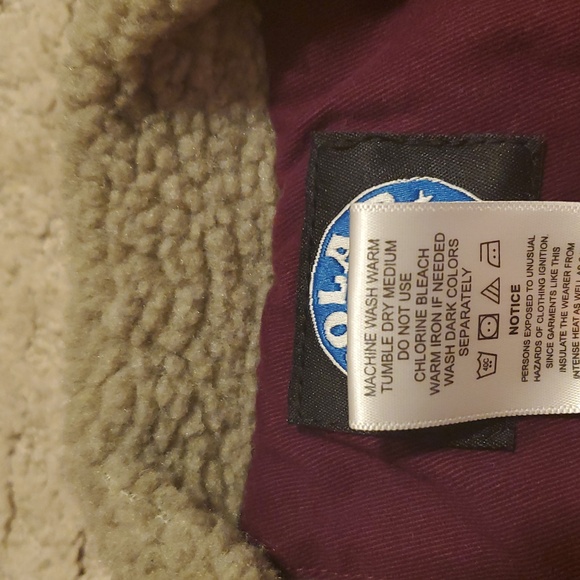 OLA
MACHINE WASH WARM
TUMBLE DRY MEDIUM
DO NOT USE
CHLORINE BLEACH
WARM IRON IF NEEDED
WASH DARK COLORS
SEPARATELY
NOTICE
PERSONS EXPOSED TO UNUSUAL
HAZARDS OF CLOTHING IGNITION.
SINCE GARMENTS LIKE THIS
INSULATE THE WEARER FROM
INTENSE HEAT AS WELL AS